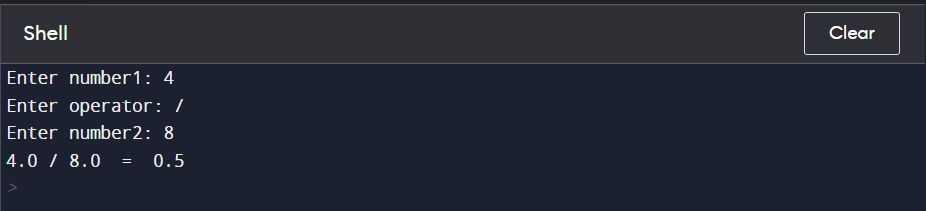 Shell
Clear
Enter number1: 4
Enter operator: /
Enter number2: 8
4.0 / 8.0  =  0.5
>